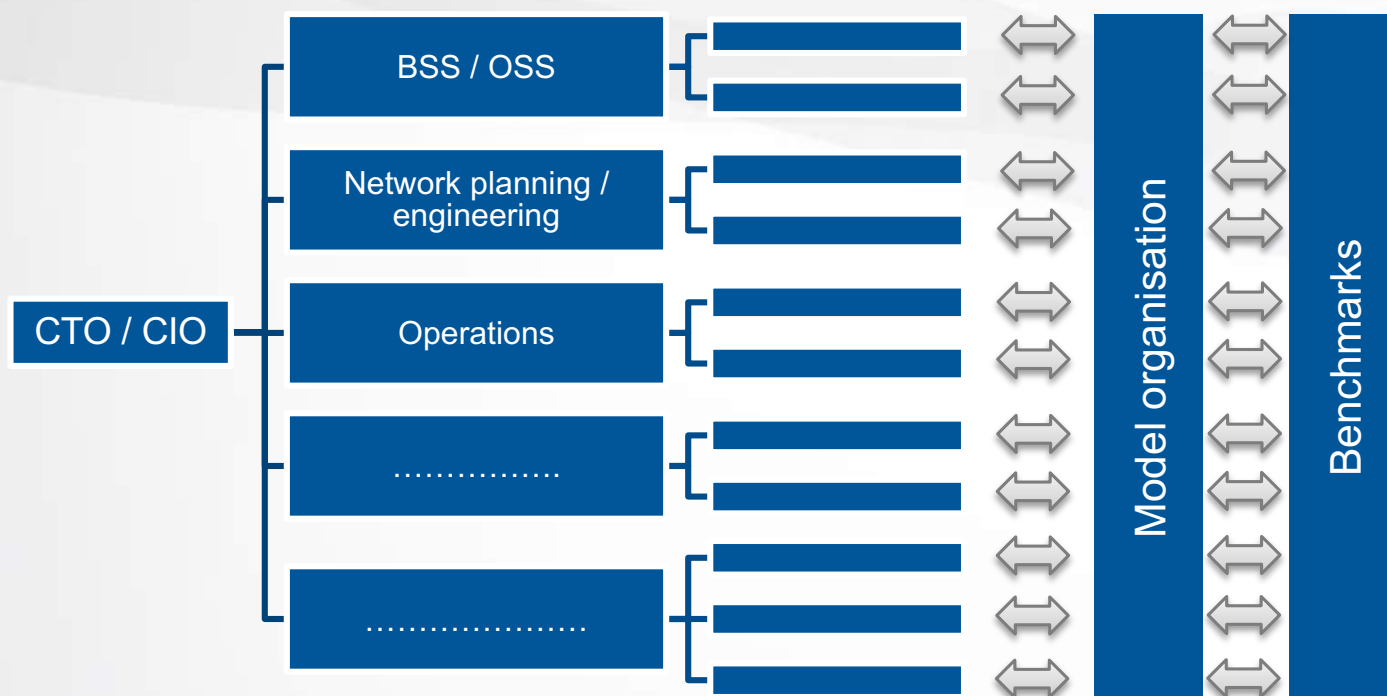 BSS / OSS
Network planning /
engineering
CTO / CIO
Operations
................
.....................
Model organisation
Benchmarks